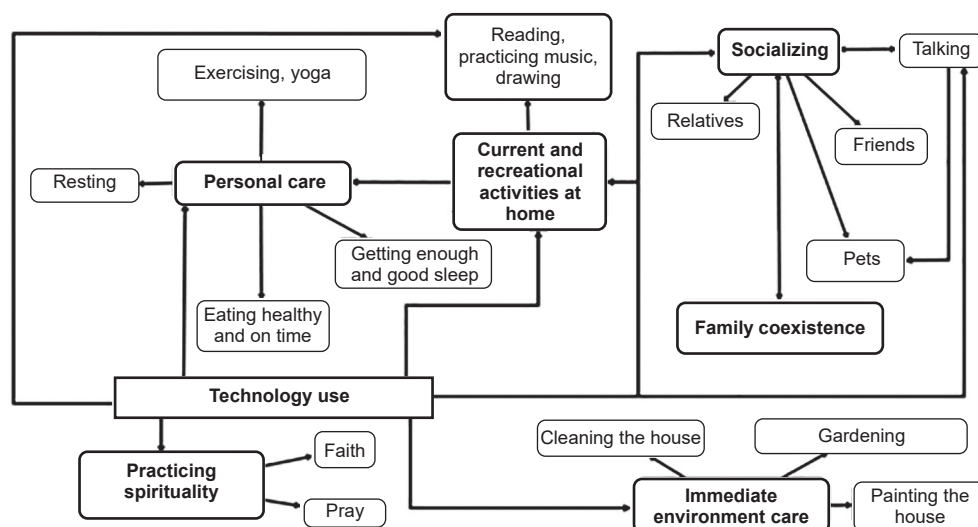 Reading,
practicing music,
drawing
Socializing
Talking
Exercising, yoga
Relatives
Friends
Current and
recreational
activities at
home
Resting
Personal care
Getting enough
and good sleep
Pets
Eating healthy
and on time
Family coexistence
Technology use
Cleaning the house
Gardening
Faith
Practicing
spirituality
Pray
Immediate
environment care
Painting the
house